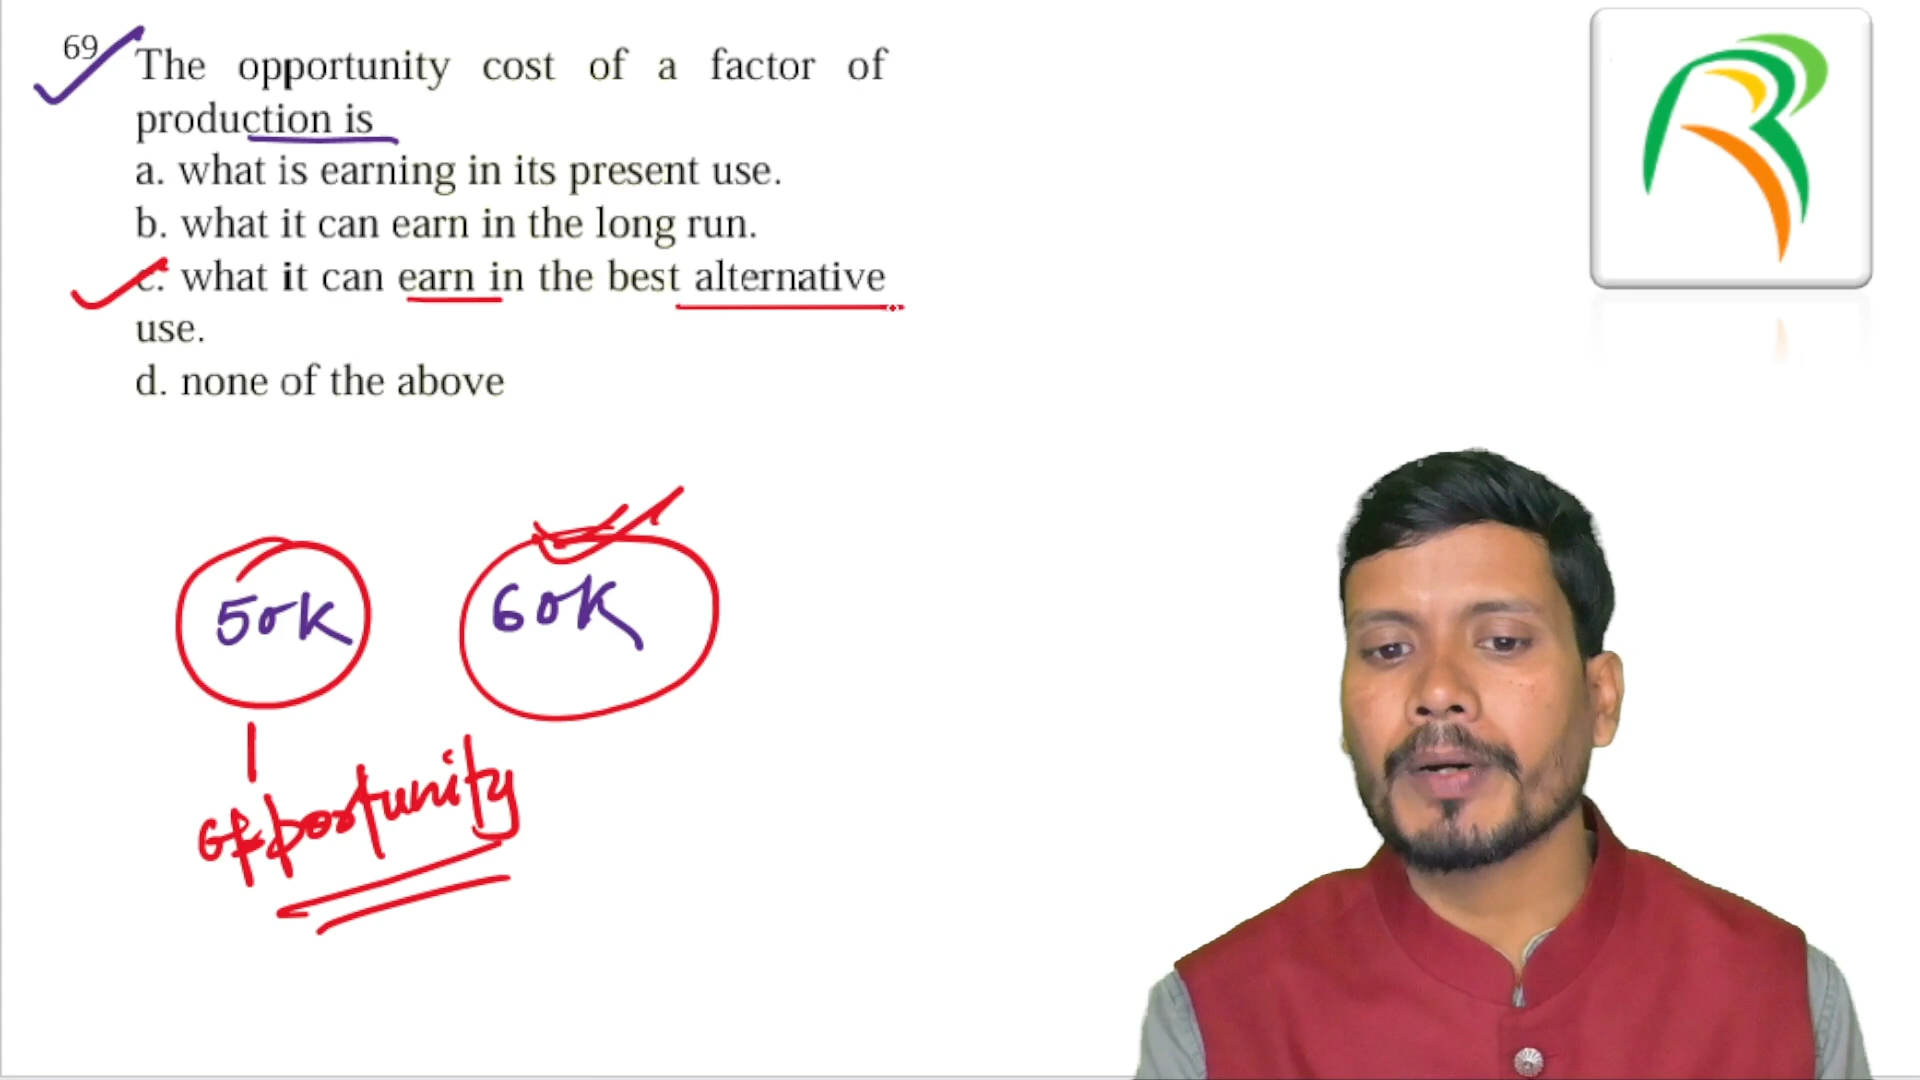 69
The opportunity cost of a factor of
production is
a. what is earning in its present use.
b. what it can earn in the long run.
c. what it can earn in the best alternative
use.
d. none of the above
50K 60K
opportunity